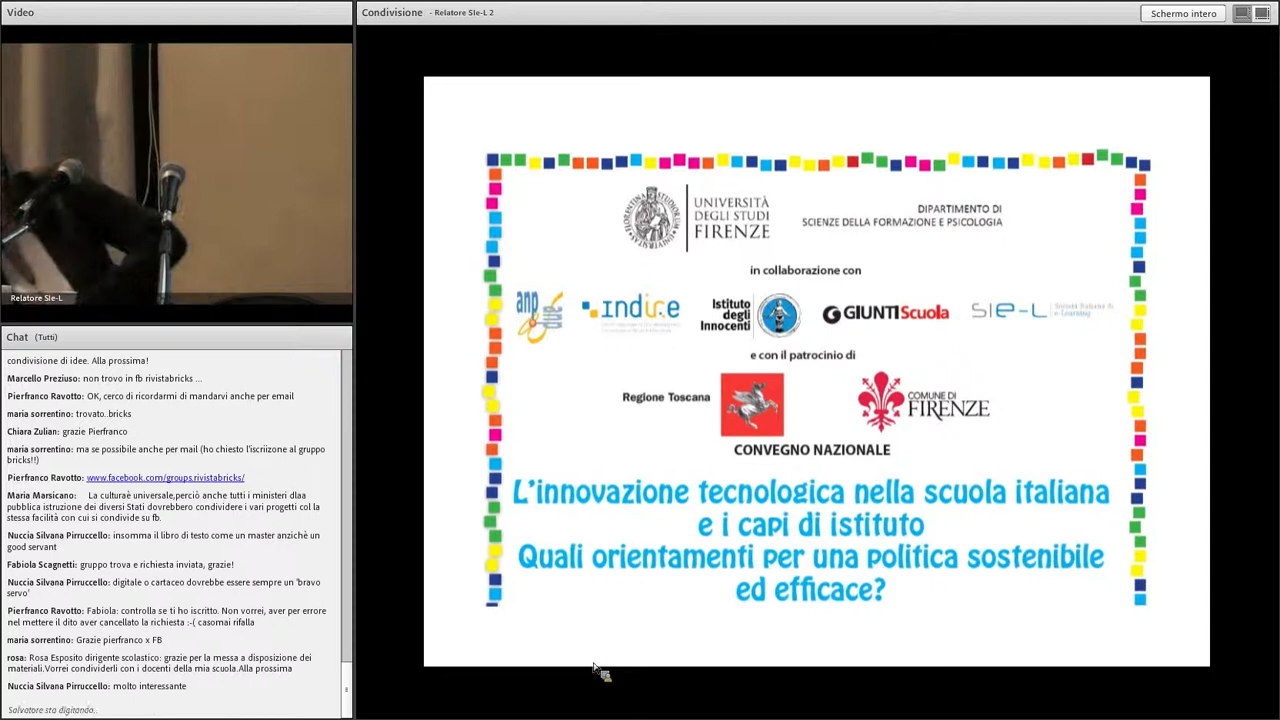 Video
Condivisione - Relatore SIe-L 2
Schermo intero
Relatore SIe-L
Chat (Tutti)
condivisione di idee. Alla prossima!
Marcello Preziuso: non trovo in fb rivistabricks ...
Pierfranco Ravotto: OK, cerco di ricordarmi di mandarvi anche per email
maria sorrentino: trovato..bricks
Chiara Zulian: grazie Pierfranco
maria sorrentino: ma se possibile anche per mail (ho chiesto l'iscriizone al gruppo
bricks!!)
Pierfranco Ravotto: www.facebook.com/groups.rivistabricks/
Maria Marsicano: La culturaè universale,perciò anche tutti i ministeri dlaa
pubblica istruzione dei diversi Stati dovrebbero condividere i vari progetti col la
stessa facilità con cui si condivide su fb.
Nuccia Silvana Pirruccello: insomma il libro di testo come un master anzichè un
good servant
Fabiola Scagnetti: gruppo trova e richiesta inviata, grazie!
Nuccia Silvana Pirruccello: digitale o cartaceo dovrebbe essere sempre un 'bravo
servo'
Pierfranco Ravotto: Fabiola: controlla se ti ho iscritto. Non vorrei, aver per errore
nel mettere il dito aver cancellato la richiesta :-( casomai rifalla
maria sorrentino: Grazie pierfranco x FB
rosa: Rosa Esposito dirigente scolastico: grazie per la messa a disposizione dei
materiali.Vorrei condividerli con i docenti della mia scuola.Alla prossima
Nuccia Silvana Pirruccello: molto interessante
Salvatore sta digitando..
UNIVERSITÀ
DEGLI STUDI
FIRENZE
DIPARTIMENTO DI
SCIENZE DELLA FORMAZIONE E PSICOLOGIA
in collaborazione con
anp
indire
Istituto
degli
Innocenti
GIUNTI Scuola
SIe-L
e con il patrocinio di
Regione Toscana
COMUNE DI
FIRENZE
CONVEGNO NAZIONALE
L'innovazione tecnologica nella scuola italiana
e i capi di istituto
Quali orientamenti per una politica sostenibile
ed efficace?